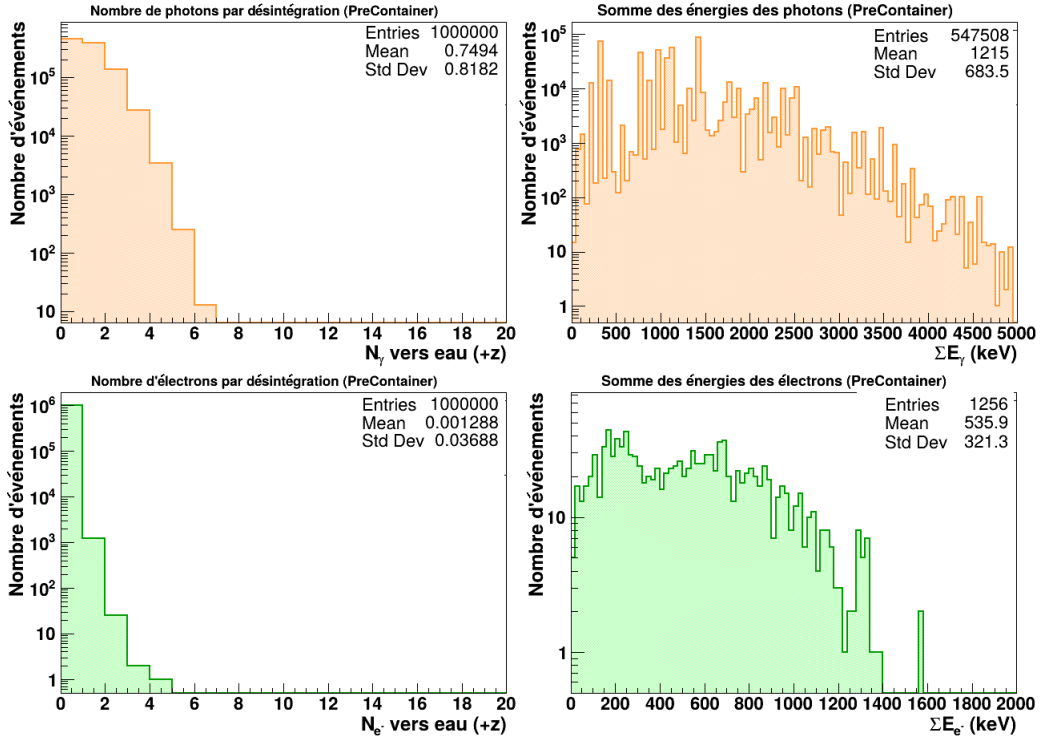 Nombre de photons par désintégration (PreContainer)
Nombre d'événements
Entries 1000000
Mean 0.7494
Std Dev 0.8182
10⁵
10⁴
10³
10²
10
0 2 4 6 8 10 12 14 16 18 20
Nγ vers eau (+z)
Somme des énergies des photons (PreContainer)
Nombre d'événements
Entries 547508
Mean 1215
Std Dev 683.5
10⁵
10⁴
10³
10²
10
1
0 500 1000 1500 2000 2500 3000 3500 4000 4500 5000
ΣEγ (keV)
Nombre d'électrons par désintégration (PreContainer)
Nombre d'événements
Entries 1000000
Mean 0.001288
Std Dev 0.03688
10⁶
10⁵
10⁴
10³
10²
10
1
0 2 4 6 8 10 12 14 16 18 20
Ne⁻ vers eau (+z)
Somme des énergies des électrons (PreContainer)
Nombre d'événements
Entries 1256
Mean 535.9
Std Dev 321.3
10
1
0 200 400 600 800 1000 1200 1400 1600 1800 2000
ΣEe⁻ (keV)